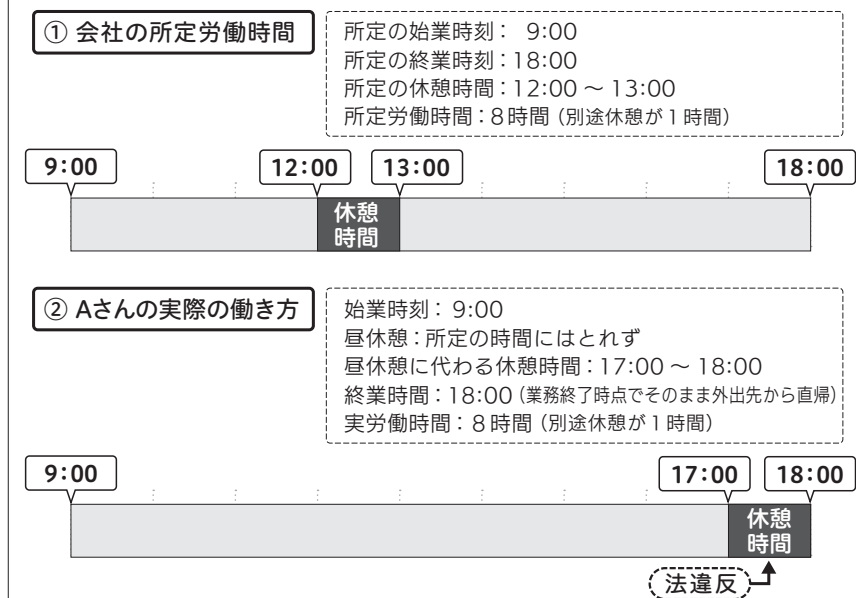 ① 会社の所定労働時間
所定の始業時刻： 9:00
所定の終業時刻：18:00
所定の休憩時間：12:00 ～ 13:00
所定労働時間：8時間（別途休憩が1時間）
9:00
12:00
13:00
18:00
休憩
時間
② Aさんの実際の働き方
始業時刻： 9:00
昼休憩：所定の時間にはとれず
昼休憩に代わる休憩時間：17:00 ～ 18:00
終業時間：18:00（業務終了時点でそのまま外出先から直帰）
実労働時間：8時間（別途休憩が1時間）
9:00
17:00
18:00
休憩
時間
法違反